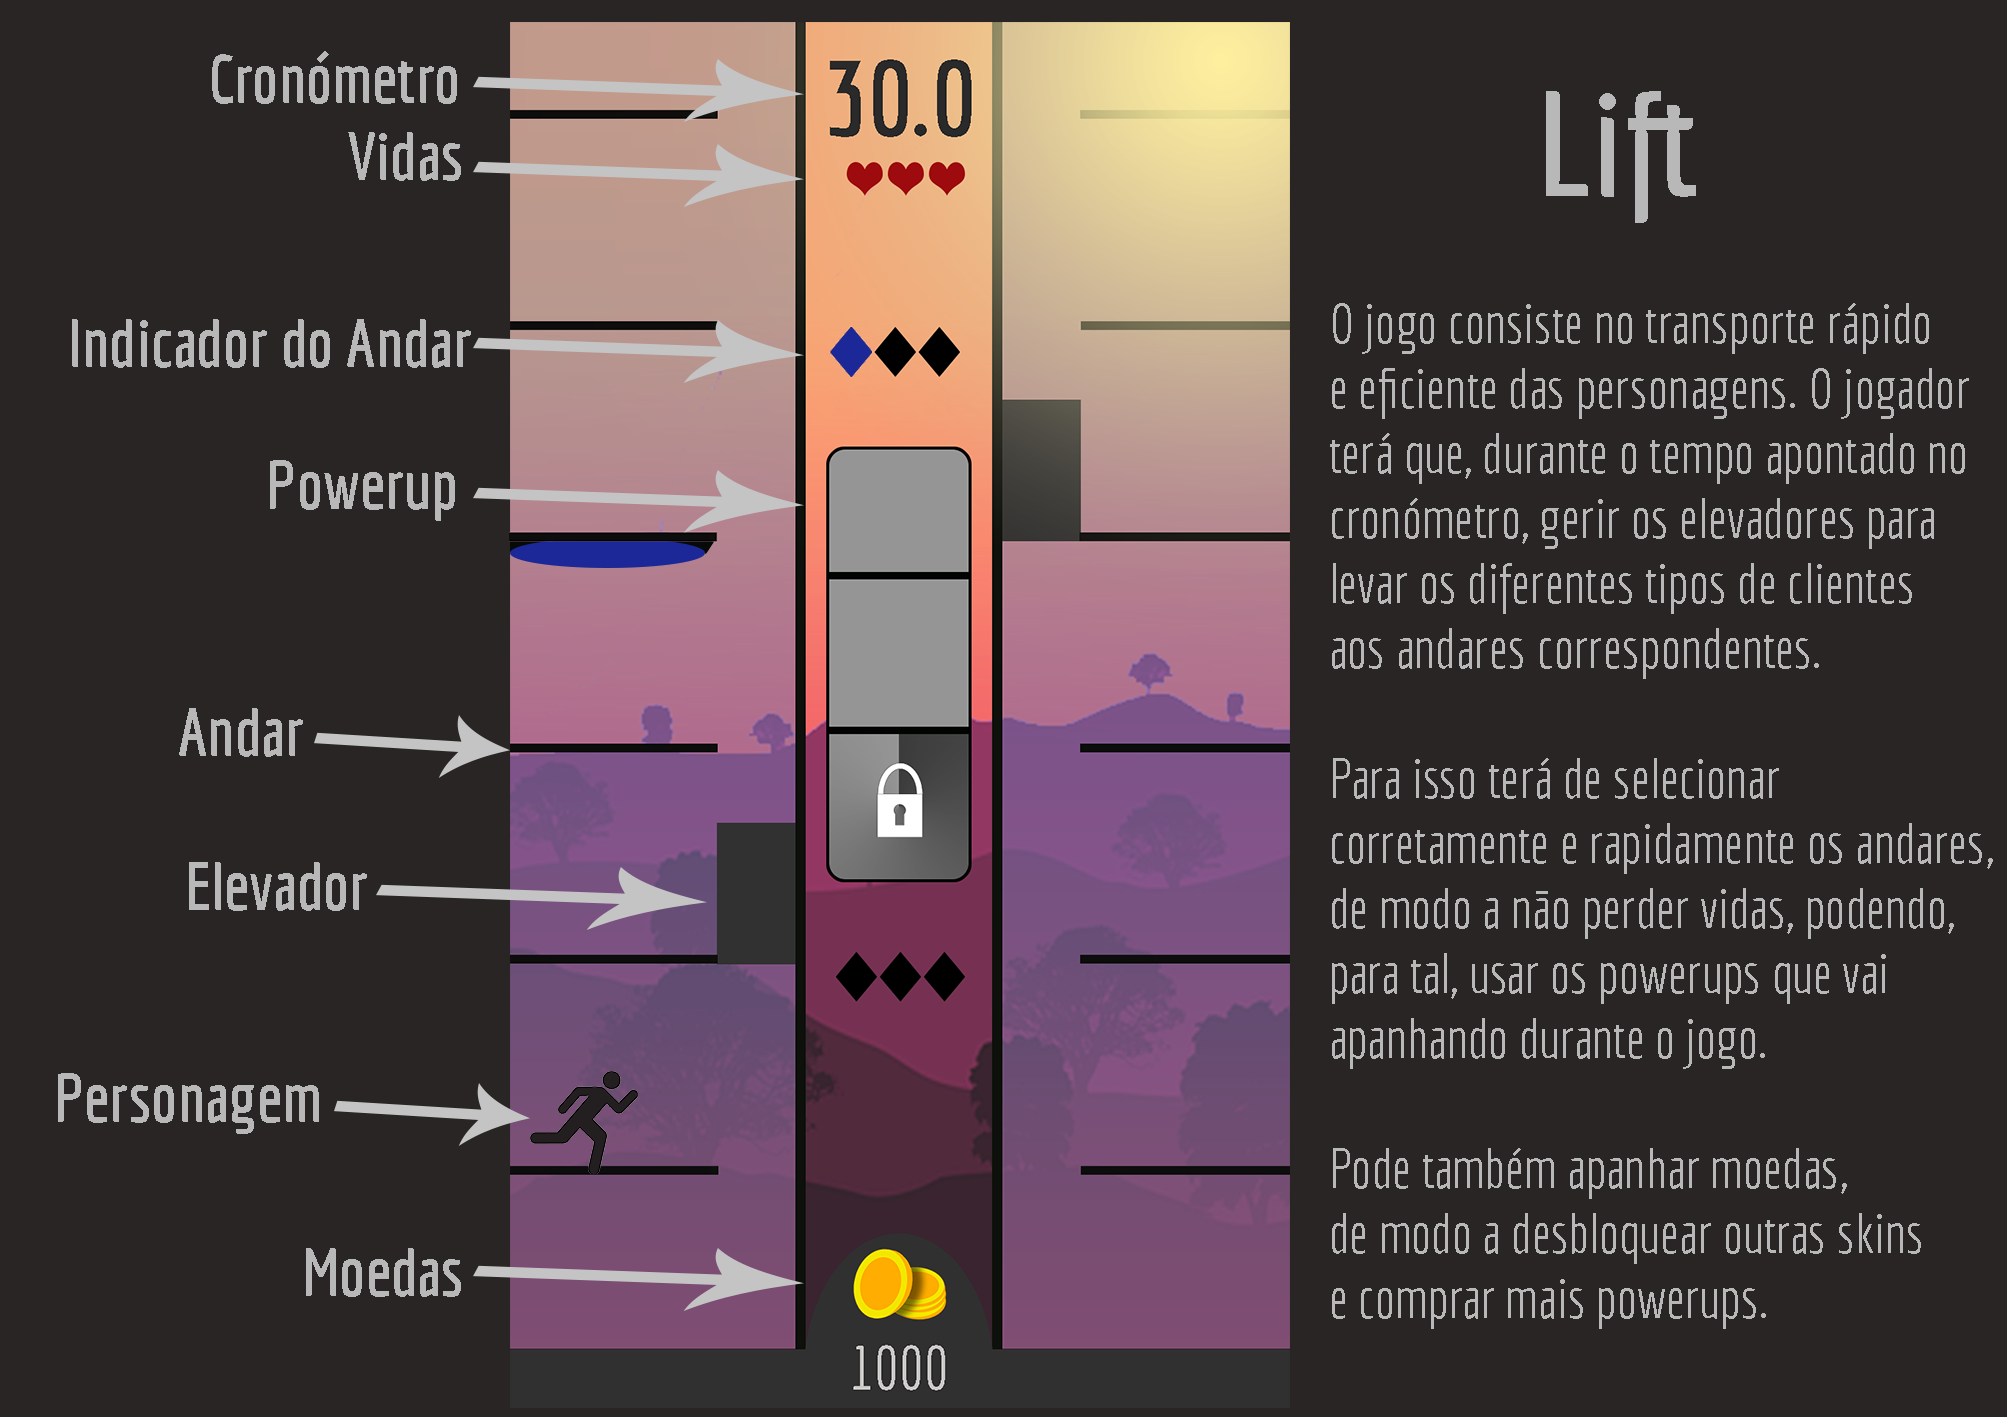 Cronómetro
30.0
Vidas
Indicador do Andar
Powerup
Andar
Elevador
Personagem
Moedas
1000
Lift
O jogo consiste no transporte rápido
e eficiente das personagens. O jogador
terá que, durante o tempo apontado no
cronómetro, gerir os elevadores para
levar os diferentes tipos de clientes
aos andares correspondentes.
Para isso terá de selecionar
corretamente e rapidamente os andares,
de modo a não perder vidas, podendo,
para tal, usar os powerups que vai
apanhando durante o jogo.
Pode também apanhar moedas,
de modo a desbloquear outras skins
e comprar mais powerups.